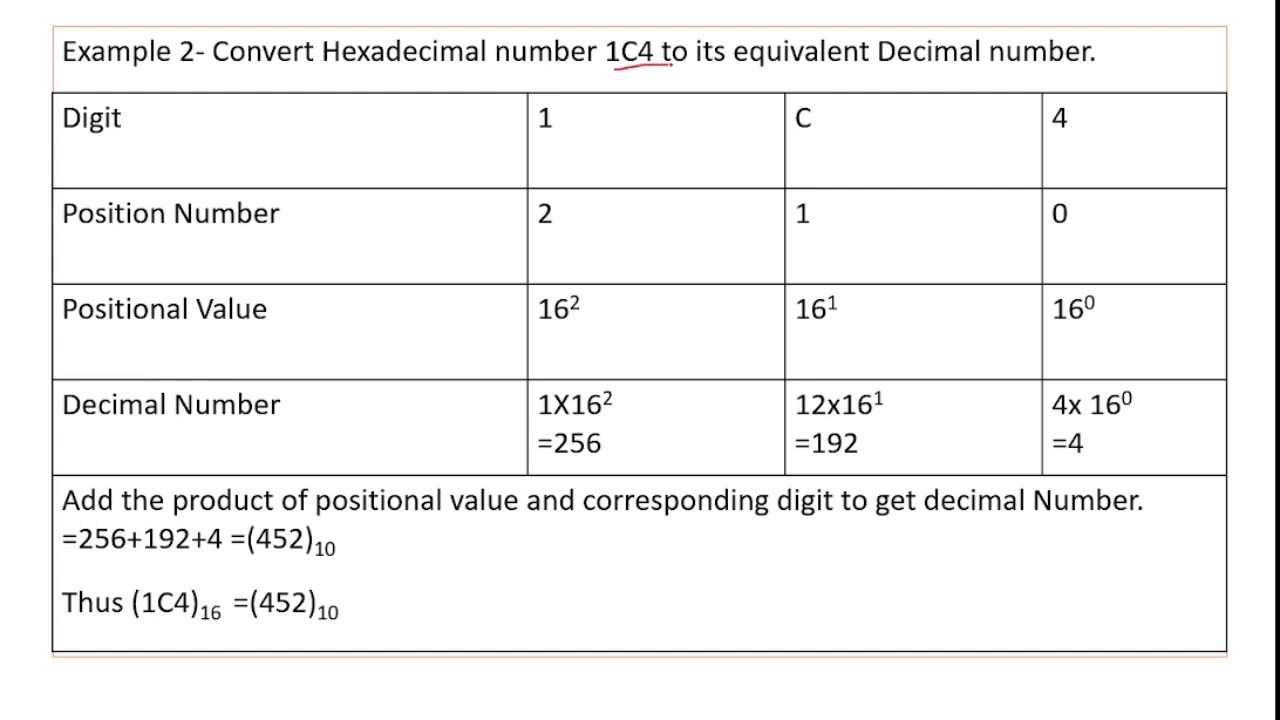 Example 2- Convert Hexadecimal number 1C4 to its equivalent Decimal number.
Digit 1 C 4
Position Number 2 1 0
Positional Value 16² 16¹ 16⁰
Decimal Number 1X16² 12x16¹ 4x 16⁰
=256 =192 =4
Add the product of positional value and corresponding digit to get decimal Number.
=256+192+4 =(452)₁₀
Thus (1C4)₁₆ =(452)₁₀